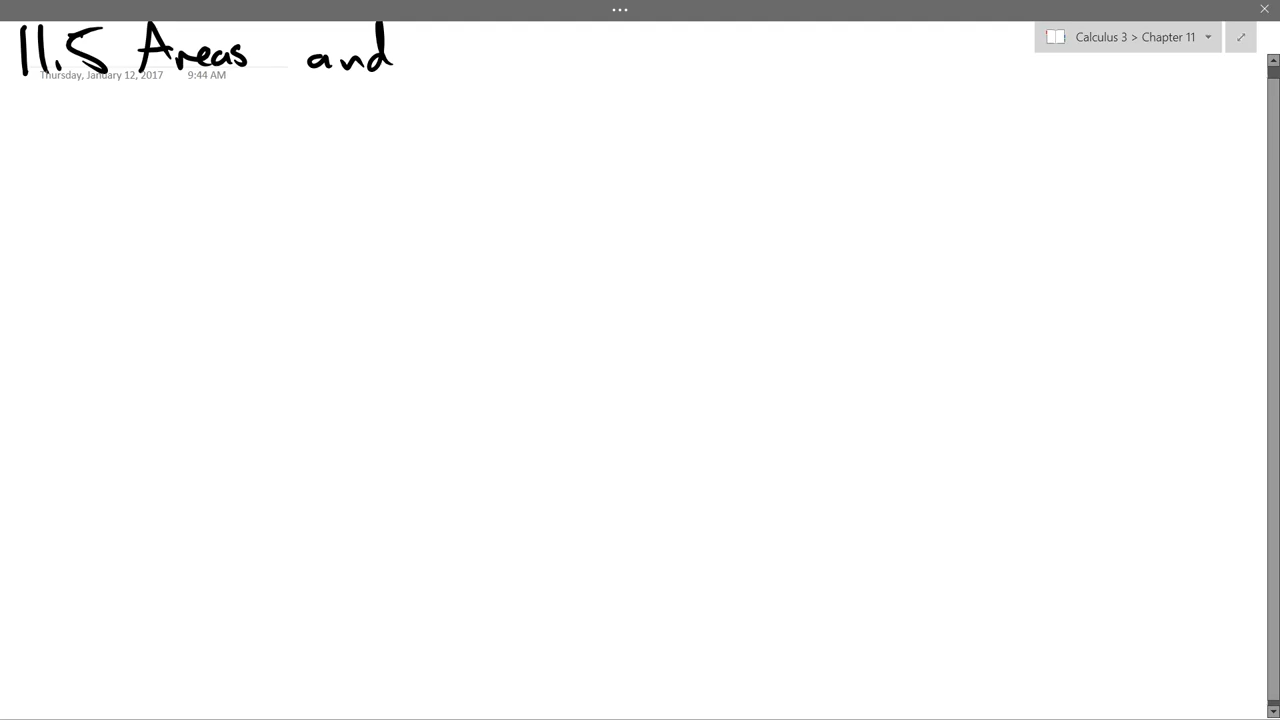 11.5 Areas and
Thursday, January 12, 2017 9:44 AM
Calculus 3 > Chapter 11